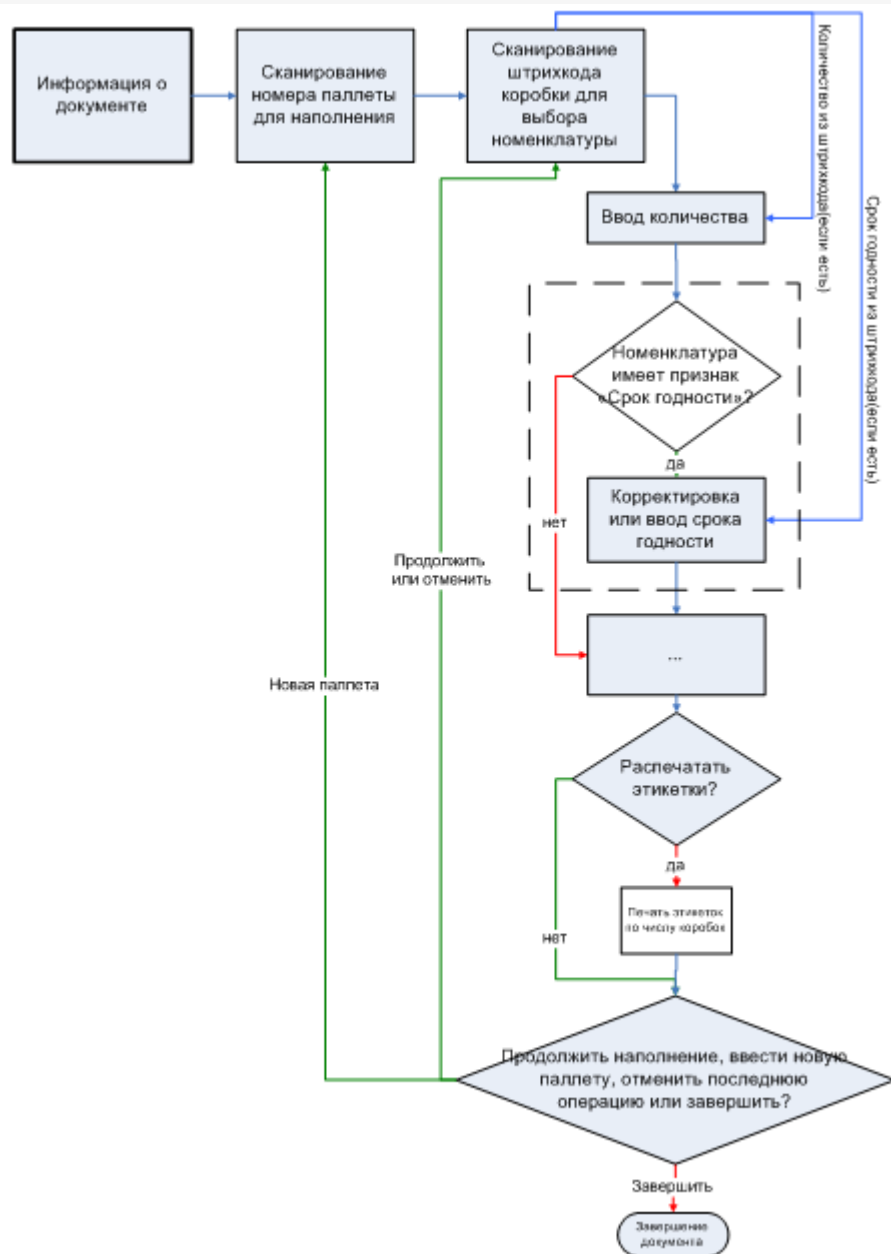 Информация о
документе
Сканирование
номера паллеты
для наполнения
Сканирование
штрихкода
коробки для
выбора
номенклатуры
Количество из штрихкода(если есть)
Срок годности из штрихкода(если есть)
Ввод количества
Номенклатура
имеет признак
«Срок годности»?
да
нет
Корректировка
или ввод срока
годности
Продолжить
или отменить
...
Новая паллета
Распечатать
этикетки?
да
нет
Печать этикеток
по числу коробок
Продолжить наполнение, ввести новую
паллету, отменить последнюю
операцию или завершить?
Завершить
Завершение
документа